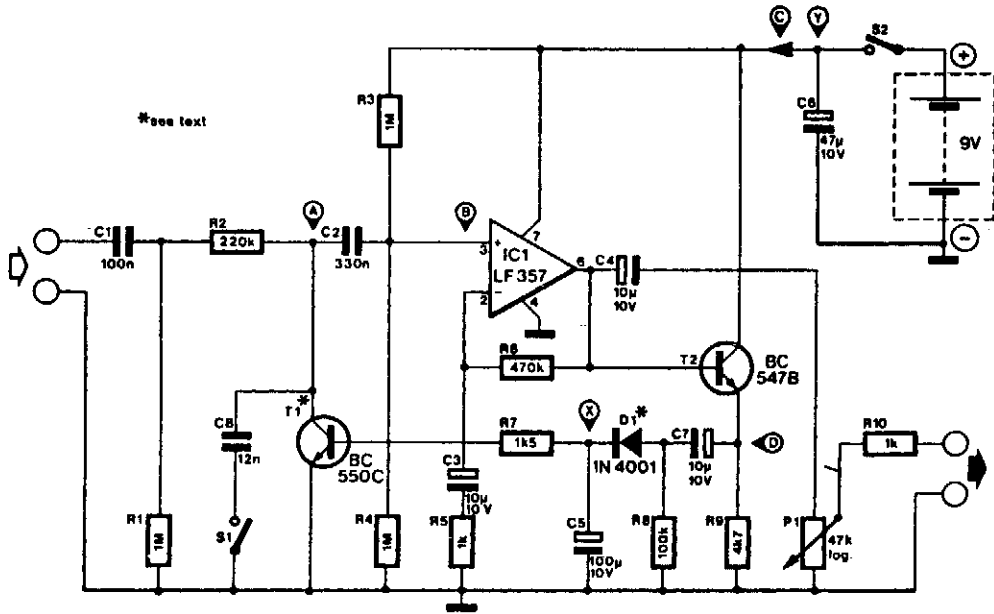 C
Y
S2
+
R3
1M
*see text
C6
47µ
10V
9V
A
B
−
C1
100n
R2
220k
C2
330n
+
3
7
IC1
LF 357
6
C4
10µ
10V
−
2
4
R6
470k
T2
BC
547B
T1*
R7
1k5
X
D1*
1N 4001
C7
10µ
10V
D
R10
1k
C8
12n
BC
550C
C3
10µ
10V
S1
R1
1M
R4
1M
R5
1k
C5
100µ
10V
R8
100k
R9
4k7
P1
47k
log.